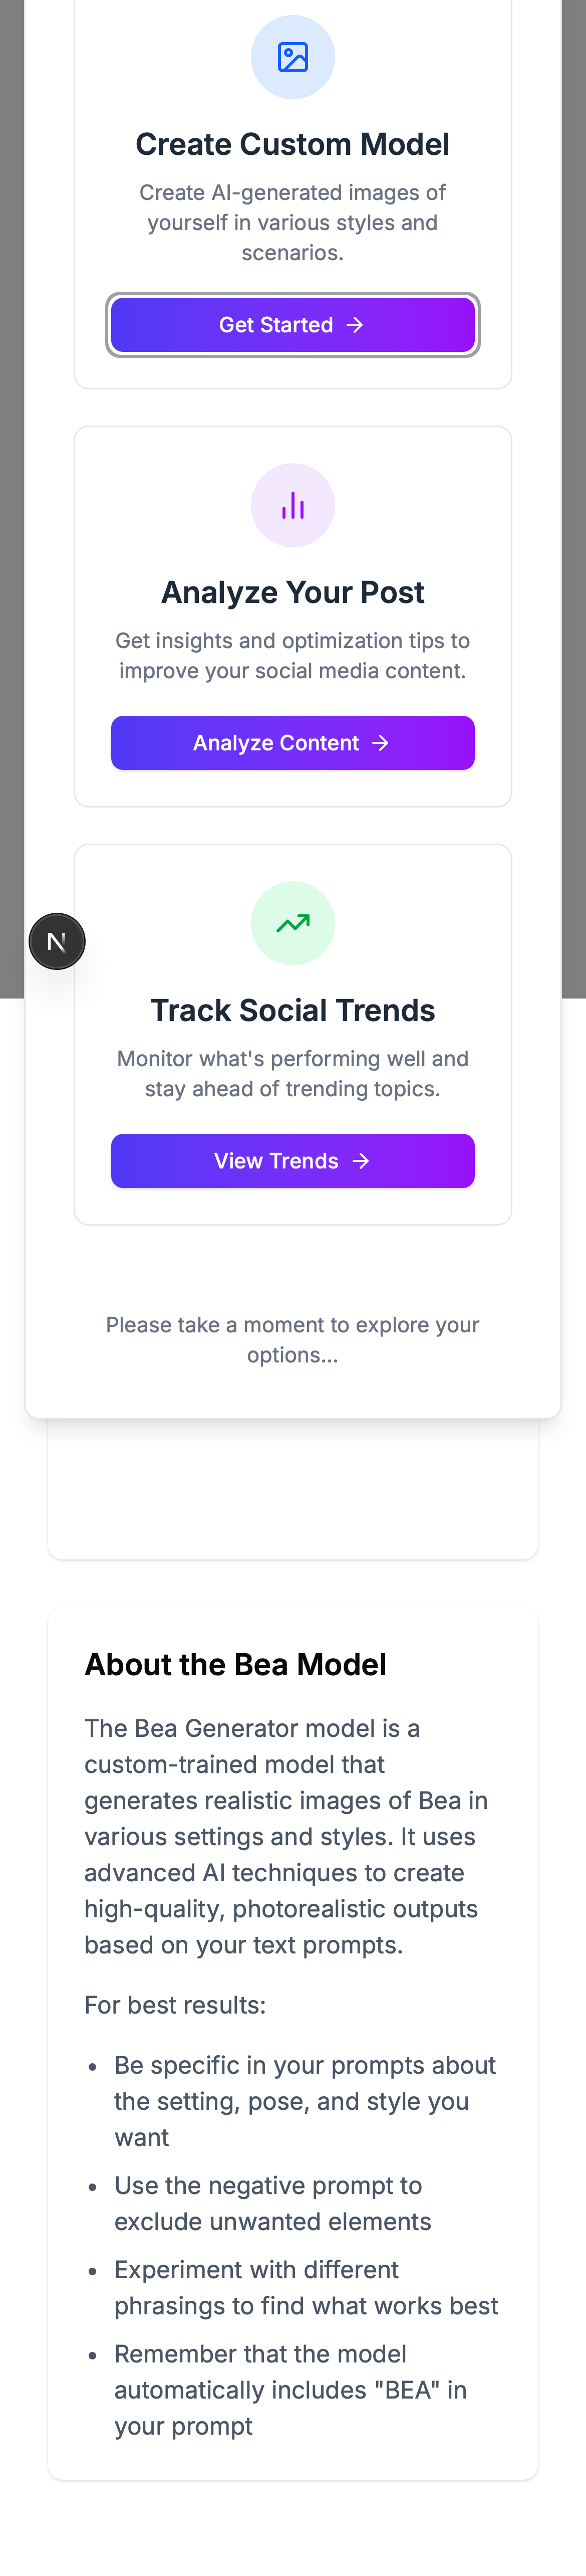 Create Custom Model
Create AI-generated images of
yourself in various styles and
scenarios.
Get Started →
Analyze Your Post
Get insights and optimization tips to
improve your social media content.
Analyze Content →
N
Track Social Trends
Monitor what's performing well and
stay ahead of trending topics.
View Trends →
Please take a moment to explore your
options...
About the Bea Model
The Bea Generator model is a
custom-trained model that
generates realistic images of Bea in
various settings and styles. It uses
advanced AI techniques to create
high-quality, photorealistic outputs
based on your text prompts.
For best results:
• Be specific in your prompts about
the setting, pose, and style you
want
• Use the negative prompt to
exclude unwanted elements
• Experiment with different
phrasings to find what works best
• Remember that the model
automatically includes "BEA" in
your prompt